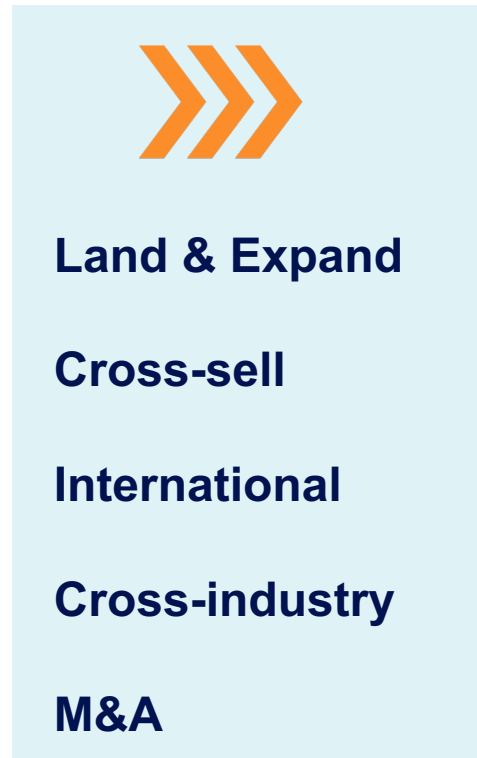 Land & Expand
Cross-sell
International
Cross-industry
M&A